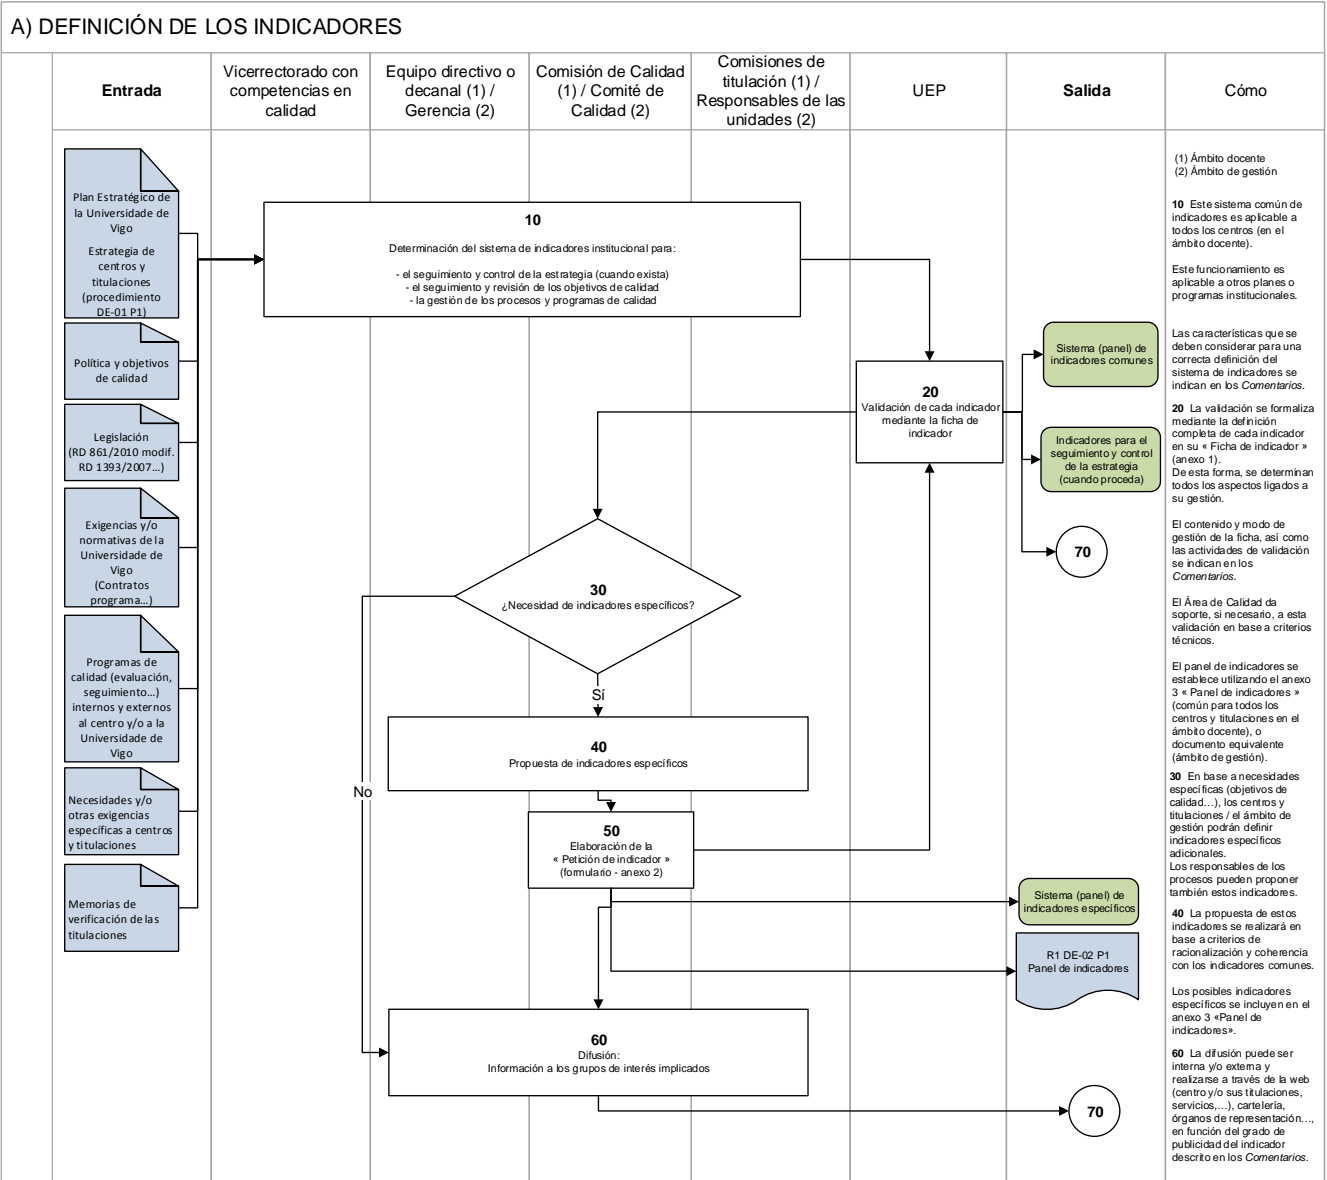 A) DEFINICIÓN DE LOS INDICADORES
Entrada
Vicerrectorado con
competencias en
calidad
Equipo directivo o
decanal (1) /
Gerencia (2)
Comisión de Calidad
(1) / Comité de
Calidad (2)
Comisiones de
titulación (1) /
Responsables de las
unidades (2)
UEP
Salida
Cómo
Plan Estratégico de
la Universidade de
Vigo
Estrategia de
centros y
titulaciones
(procedimiento
DE-01 P1)
Política y objetivos
de calidad
Legislación
(RD 861/2010 modif.
RD 1393/2007...)
Exigencias y/o
normativas de la
Universidade de
Vigo
(Contratos
programa...)
Programas de
calidad (evaluación,
seguimiento...)
internos y externos
al centro y/o a la
Universidade de
Vigo
Necesidades y/o
otras exigencias
específicas a centros
y titulaciones
Memorias de
verificación de las
titulaciones
10
Determinación del sistema de indicadores institucional para:
- el seguimiento y control de la estrategia (cuando exista)
- el seguimiento y revisión de los objetivos de calidad
- la gestión de los procesos y programas de calidad
20
Validación de cada indicador
mediante la ficha de
indicador
30
¿Necesidad de indicadores específicos?
Sí
No
40
Propuesta de indicadores específicos
50
Elaboración de la
« Petición de indicador »
(formulario - anexo 2)
60
Difusión:
Información a los grupos de interés implicados
Sistema (panel) de
indicadores comunes
Indicadores para el
seguimiento y control
de la estrategia
(cuando proceda)
70
Sistema (panel) de
indicadores específicos
R1 DE-02 P1
Panel de indicadores
70
(1) Ámbito docente
(2) Ámbito de gestión
10 Este sistema común de
indicadores es aplicable a
todos los centros (en el
ámbito docente).
Este funcionamiento es
aplicable a otros planes o
programas institucionales.
Las características que se
deben considerar para una
correcta definición del
sistema de indicadores se
indican en los Comentarios.
20 La validación se formaliza
mediante la definición
completa de cada indicador
en su « Ficha de indicador »
(anexo 1).
De esta forma, se determinan
todos los aspectos ligados a
su gestión.
El contenido y modo de
gestión de la ficha, así como
las actividades de validación
se indican en los
Comentarios.
El Área de Calidad da
soporte, si necesario, a esta
validación en base a criterios
técnicos.
El panel de indicadores se
establece utilizando el anexo
3 « Panel de indicadores »
(común para todos los
centros y titulaciones en el
ámbito docente), o
documento equivalente
(ámbito de gestión).
30 En base a necesidades
específicas (objetivos de
calidad...), los centros y
titulaciones / el ámbito de
gestión podrán definir
indicadores específicos
adicionales.
Los responsables de los
procesos pueden proponer
también estos indicadores.
40 La propuesta de estos
indicadores se realizará en
base a criterios de
racionalización y coherencia
con los indicadores comunes.
Los posibles indicadores
específicos se incluyen en el
anexo 3 «Panel de
indicadores».
60 La difusión puede ser
interna y/o externa y
realizarse a través de la web
(centro y/o sus titulaciones,
servicios,...), cartelería,
órganos de representación...,
en función del grado de
publicidad del indicador
descrito en los Comentarios.